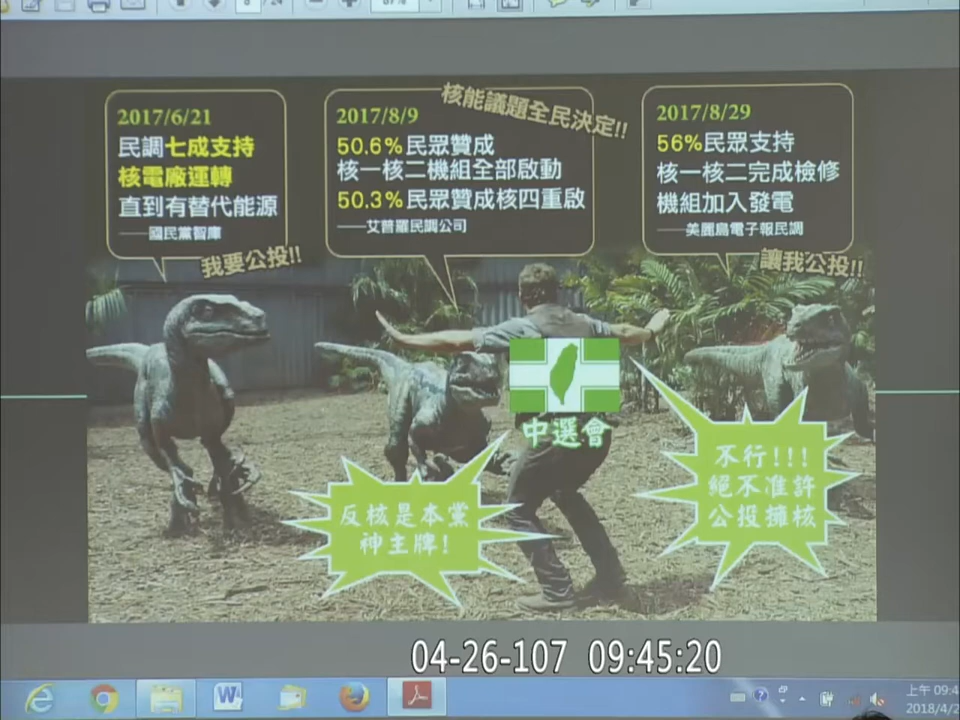 2017/6/21
民調七成支持
核電廠運轉
直到有替代能源
──國民黨智庫
我要公投!!
核能議題全民決定!!
2017/8/9
50.6%民眾贊成
核一核二機組全部啟動
50.3%民眾贊成核四重啟
──艾普羅民調公司
2017/8/29
56%民眾支持
核一核二完成檢修
機組加入發電
──美麗島電子報民調
讓我公投!!
中選會
反核是本黨
神主牌!
不行!!!
絕不准許
公投擁核
04-26-107 09:45:20
上午 09:4
2018/4/2